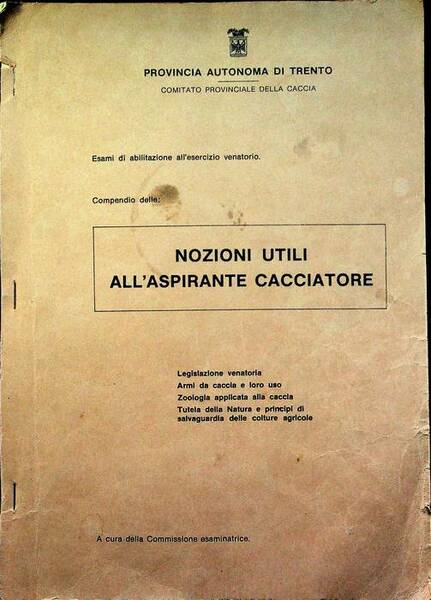 PROVINCIA AUTONOMA DI TRENTO
COMITATO PROVINCIALE DELLA CACCIA
Esami di abilitazione all'esercizio venatorio.
Compendio delle:
NOZIONI UTILI
ALL'ASPIRANTE CACCIATORE
Legislazione venatoria
Armi da caccia e loro uso
Zoologia applicata alla caccia
Tutela della Natura e principi di
salvaguardia delle colture agricole
A cura della Commissione esaminatrice.